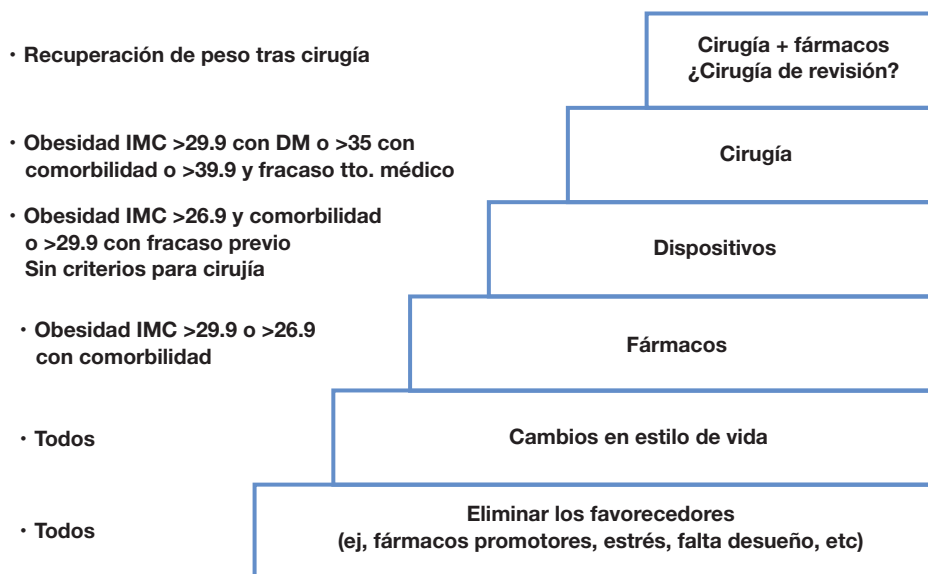 · Recuperación de peso tras cirugía
Cirugía + fármacos
¿Cirugía de revisión?
· Obesidad IMC >29.9 con DM o >35 con
comorbilidad o >39.9 y fracaso tto. médico
Cirugía
· Obesidad IMC >26.9 y comorbilidad
o >29.9 con fracaso previo
Sin criterios para cirujía
Dispositivos
· Obesidad IMC >29.9 o >26.9
con comorbilidad
Fármacos
· Todos
Cambios en estilo de vida
· Todos
Eliminar los favorecedores
(ej, fármacos promotores, estrés, falta desueño, etc)